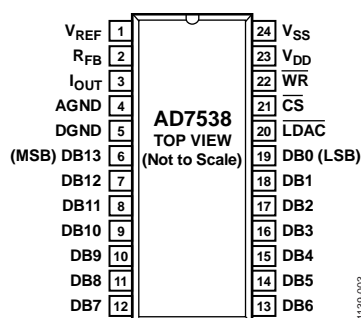 VREF 1 24 VSS
RFB 2 23 VDD
IOUT 3 22 WR
AGND 4 21 CS
DGND 5 20 LDAC
(MSB) DB13 6 19 DB0 (LSB)
DB12 7 18 DB1
DB11 8 17 DB2
DB10 9 16 DB3
DB9 10 15 DB4
DB8 11 14 DB5
DB7 12 13 DB6
AD7538
TOP VIEW
(Not to Scale)